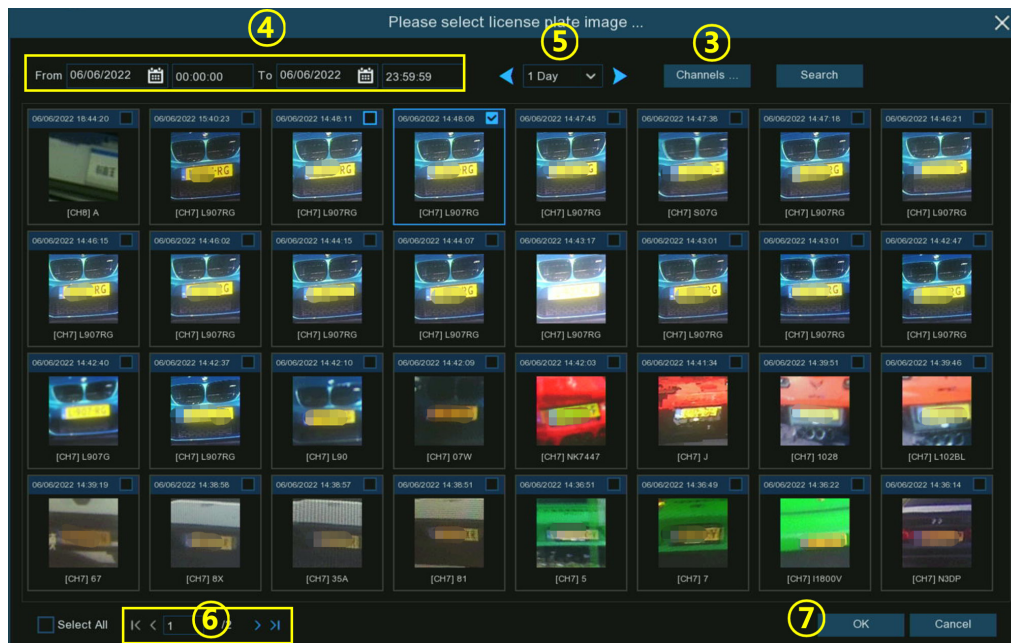 Please select license plate image ...
④
⑤
③
From 06/06/2022 00:00:00 To 06/06/2022 23:59:59
1 Day
Channels ...
Search
06/06/2022 18:44:20
06/06/2022 15:40:23
06/06/2022 14:48:11
06/06/2022 14:48:08
06/06/2022 14:47:45
06/06/2022 14:47:36
06/06/2022 14:47:18
06/06/2022 14:46:21
[CH8] A
[CH7] L907RG
[CH7] L907RG
[CH7] L907RG
[CH7] L907RG
[CH7] S07G
[CH7] L907RG
[CH7] L907RG
06/06/2022 14:46:15
06/06/2022 14:46:02
06/06/2022 14:44:15
06/06/2022 14:44:07
06/06/2022 14:43:17
06/06/2022 14:43:01
06/06/2022 14:43:01
06/06/2022 14:42:47
[CH7] L907RG
[CH7] L907RG
[CH7] L907RG
[CH7] L907RG
[CH7] L907RG
[CH7] L907RG
[CH7] L907RG
[CH7] L907RG
06/06/2022 14:42:40
06/06/2022 14:42:37
06/06/2022 14:42:10
06/06/2022 14:42:09
06/06/2022 14:42:03
06/06/2022 14:41:34
06/06/2022 14:39:51
06/06/2022 14:39:46
[CH7] L907G
[CH7] L907RG
[CH7] L90
[CH7] 07W
[CH7] NK7447
[CH7] J
[CH7] 1028
[CH7] L102BL
06/06/2022 14:39:19
06/06/2022 14:38:58
06/06/2022 14:38:57
06/06/2022 14:38:51
06/06/2022 14:36:51
06/06/2022 14:36:49
06/06/2022 14:36:22
06/06/2022 14:36:14
[CH7] 67
[CH7] 8X
[CH7] 35A
[CH7] 81
[CH7] 5
[CH7] 7
[CH7] I1800V
[CH7] N3DP
Select All
1 /2
⑥
⑦
OK
Cancel